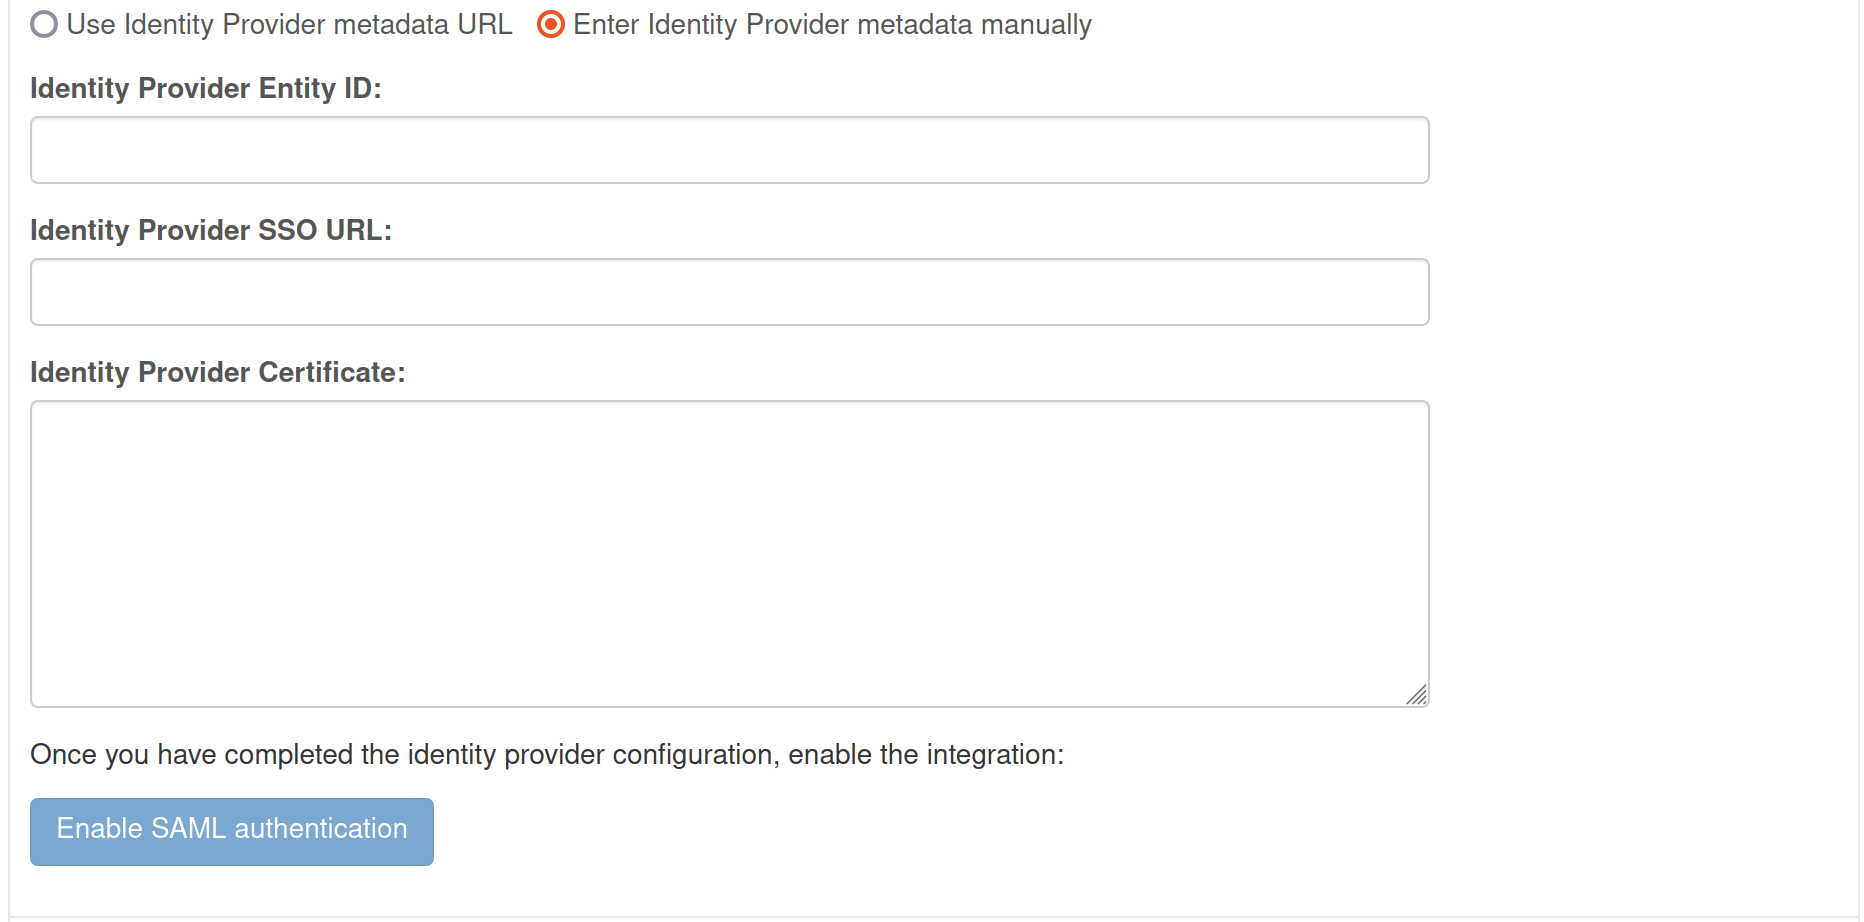 Use Identity Provider metadata URL Enter Identity Provider metadata manually
Identity Provider Entity ID:
Identity Provider SSO URL:
Identity Provider Certificate:
Once you have completed the identity provider configuration, enable the integration:
Enable SAML authentication